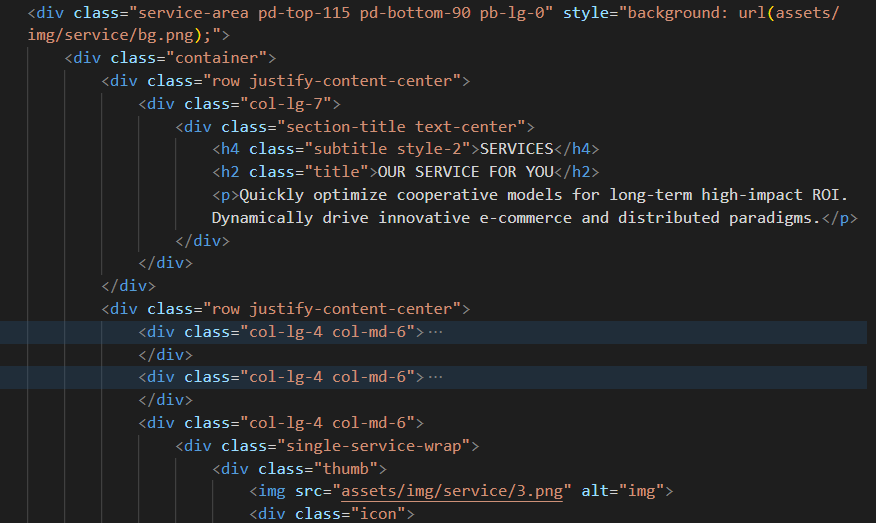 <div class="service-area pd-top-115 pd-bottom-90 pb-lg-0" style="background: url(assets/
img/service/bg.png);">
<div class="container">
<div class="row justify-content-center">
<div class="col-lg-7">
<div class="section-title text-center">
<h4 class="subtitle style-2">SERVICES</h4>
<h2 class="title">OUR SERVICE FOR YOU</h2>
<p>Quickly optimize cooperative models for long-term high-impact ROI.
Dynamically drive innovative e-commerce and distributed paradigms.</p>
</div>
</div>
</div>
<div class="row justify-content-center">
<div class="col-lg-4 col-md-6">···
</div>
<div class="col-lg-4 col-md-6">···
</div>
<div class="col-lg-4 col-md-6">
<div class="single-service-wrap">
<div class="thumb">
<img src="assets/img/service/3.png" alt="img">
<div class="icon">